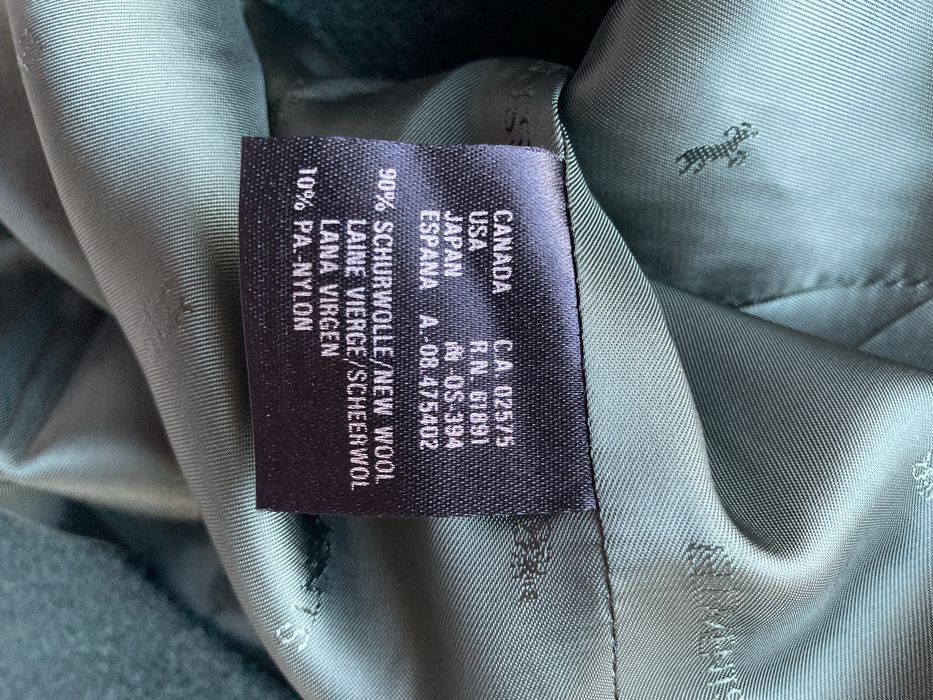 CANADA CA 02575
USA R.N. 61891
JAPAN OS 394
ESPANA A.-08.475402
90% SCHURWOLLE/NEW WOOL
LAINE VIERGE/SCHEERWOL
LANA VIRGEN
10% PA-NYLON